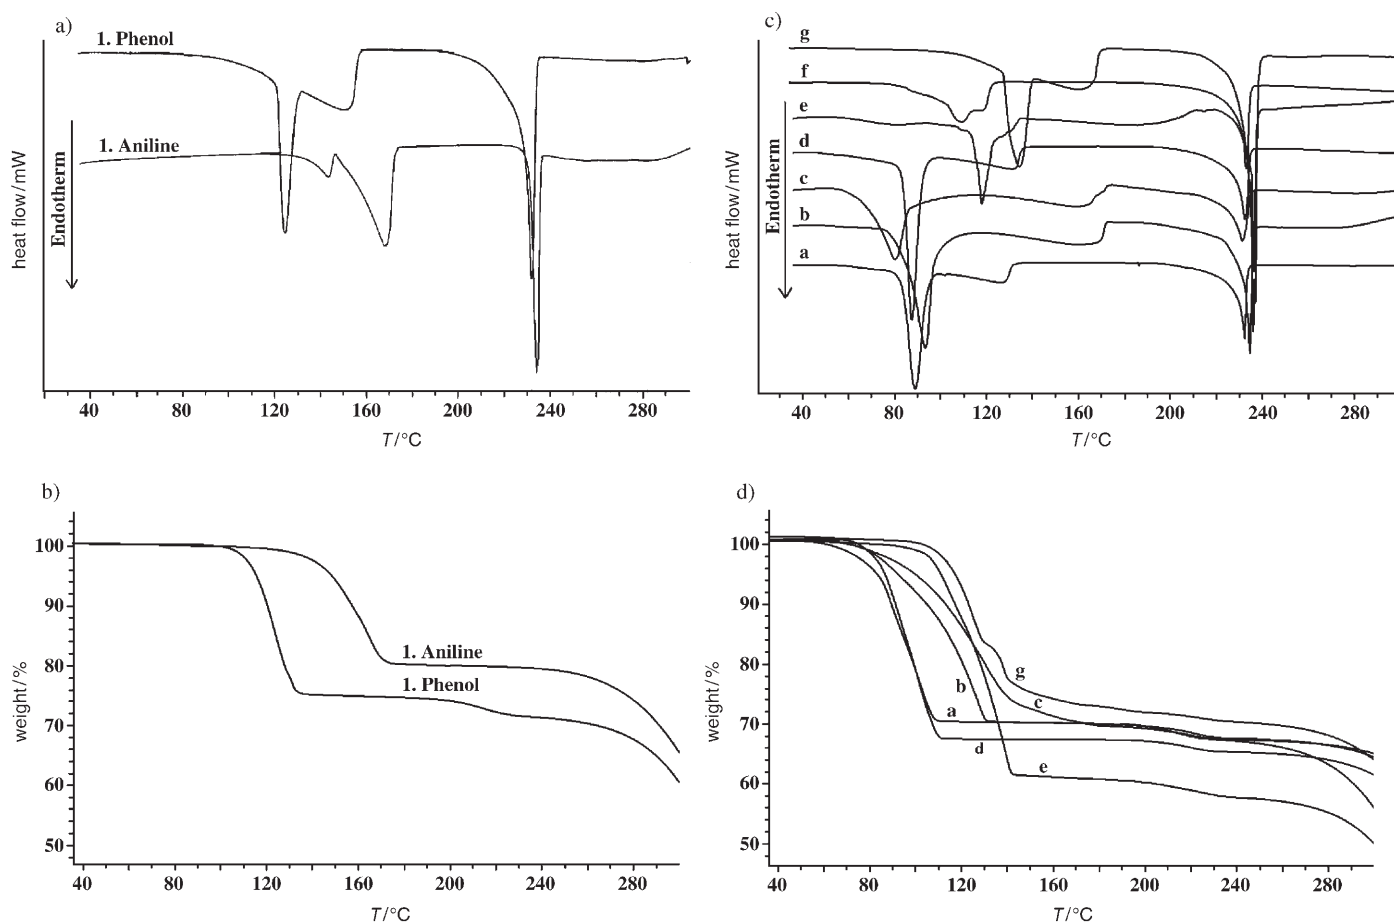 a)
1. Phenol
1. Aniline
Endotherm
heat flow/mW
40 80 120 160 200 240 280
T/°C
c)
g
f
e
d
c
b
a
Endotherm
heat flow/mW
40 80 120 160 200 240 280
T/°C
b)
100
90
80
70
60
50
weight/%
1. Aniline
1. Phenol
40 80 120 160 200 240 280
T/°C
d)
100
90
80
70
60
50
weight/%
g
b
c
a
d
e
40 80 120 160 200 240 280
T/°C